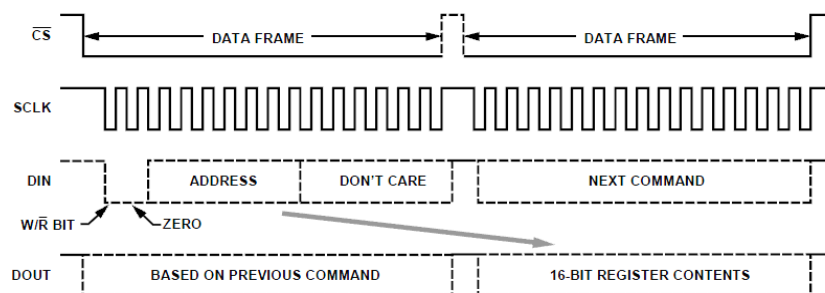 CS
DATA FRAME
DATA FRAME
SCLK
DIN
ADDRESS
DON'T CARE
NEXT COMMAND
W/R̅ BIT
ZERO
DOUT
BASED ON PREVIOUS COMMAND
16-BIT REGISTER CONTENTS